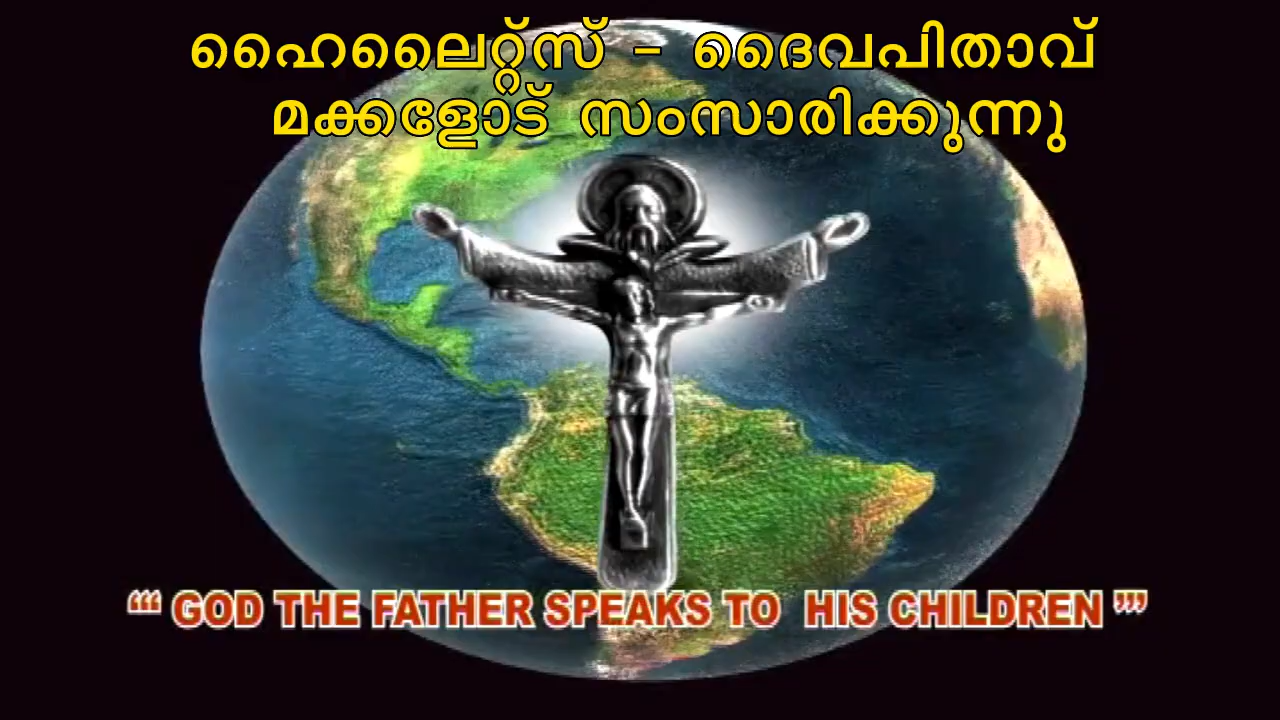 ഹൈലൈറ്റ്സ് - ദൈവപിതാവ്
മക്കളോട് സംസാരിക്കുന്നു
“‘ GOD THE FATHER SPEAKS TO HIS CHILDREN ’”